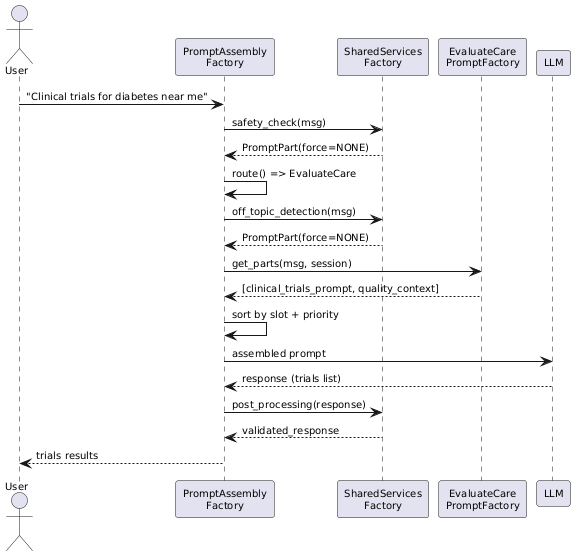 User
PromptAssembly
Factory
SharedServices
Factory
EvaluateCare
PromptFactory
LLM
"Clinical trials for diabetes near me"
safety_check(msg)
PromptPart(force=NONE)
route() => EvaluateCare
off_topic_detection(msg)
PromptPart(force=NONE)
get_parts(msg, session)
[clinical_trials_prompt, quality_context]
sort by slot + priority
assembled prompt
response (trials list)
post_processing(response)
validated_response
trials results
User
PromptAssembly
Factory
SharedServices
Factory
EvaluateCare
PromptFactory
LLM